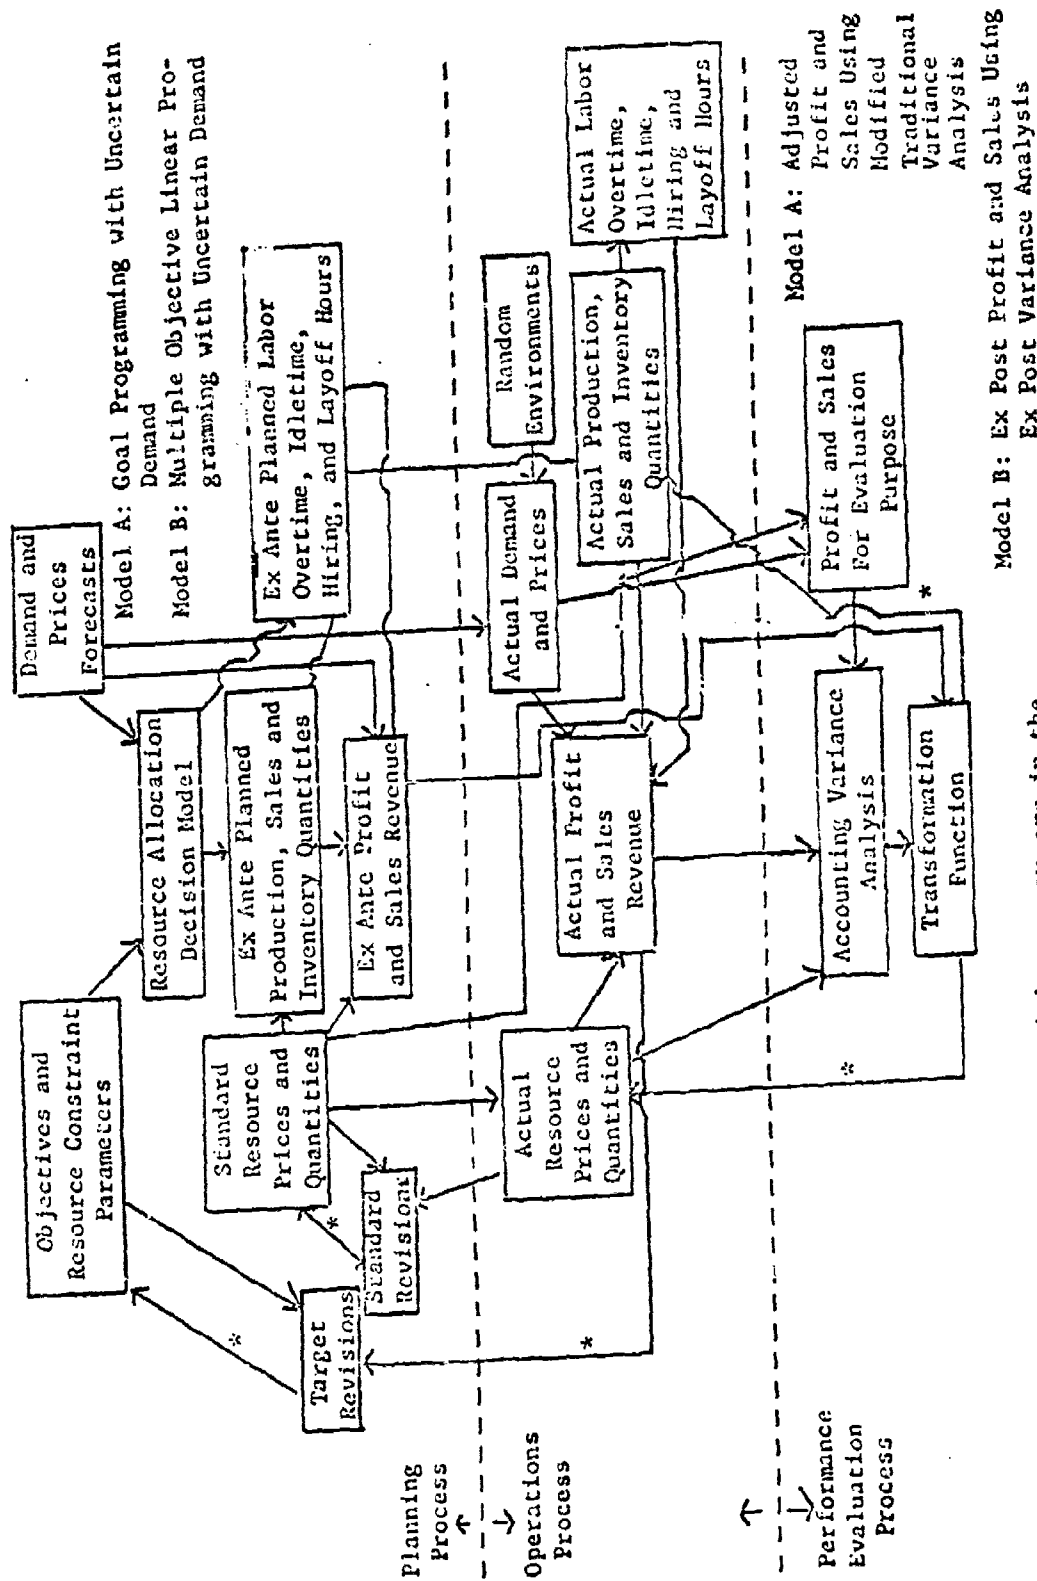 Objectives and
Resource Constraint
Parameters
Demand and
Prices
Forecasts
Model A: Goal Programming with Uncertain
Demand
Model B: Multiple Objective Linear Pro-
gramming with Uncertain Demand
Resource Allocation
Decision Model
Target
Revisions
*
Standard
Resource
Prices and
Quantities
*
Standard
Revisions
Ex Ante Planned
Production, Sales and
Inventory Quantities
Ex Ante Profit
and Sales Revenue
Ex Ante Planned Labor
Overtime, Idletime,
Hiring, and Layoff Hours
Planning
Process
Operations
Process
*
Actual
Resource
Prices and
Quantities
Actual Profit
and Sales
Revenue
Actual Demand
and Prices
Random
Environments
Actual Production,
Sales and Inventory
Quantities
Actual Labor
Overtime,
Idletime,
Hiring and
Layoff Hours
Performance
Evaluation
Process
*
Accounting Variance
Analysis
Transformation
Function
*
Profit and Sales
For Evaluation
Purpose
Model A: Adjusted
Profit and
Sales Using
Modified
Traditional
Variance
Analysis
Model B: Ex Post Profit and Sales Using
Ex Post Variance Analysis
in the